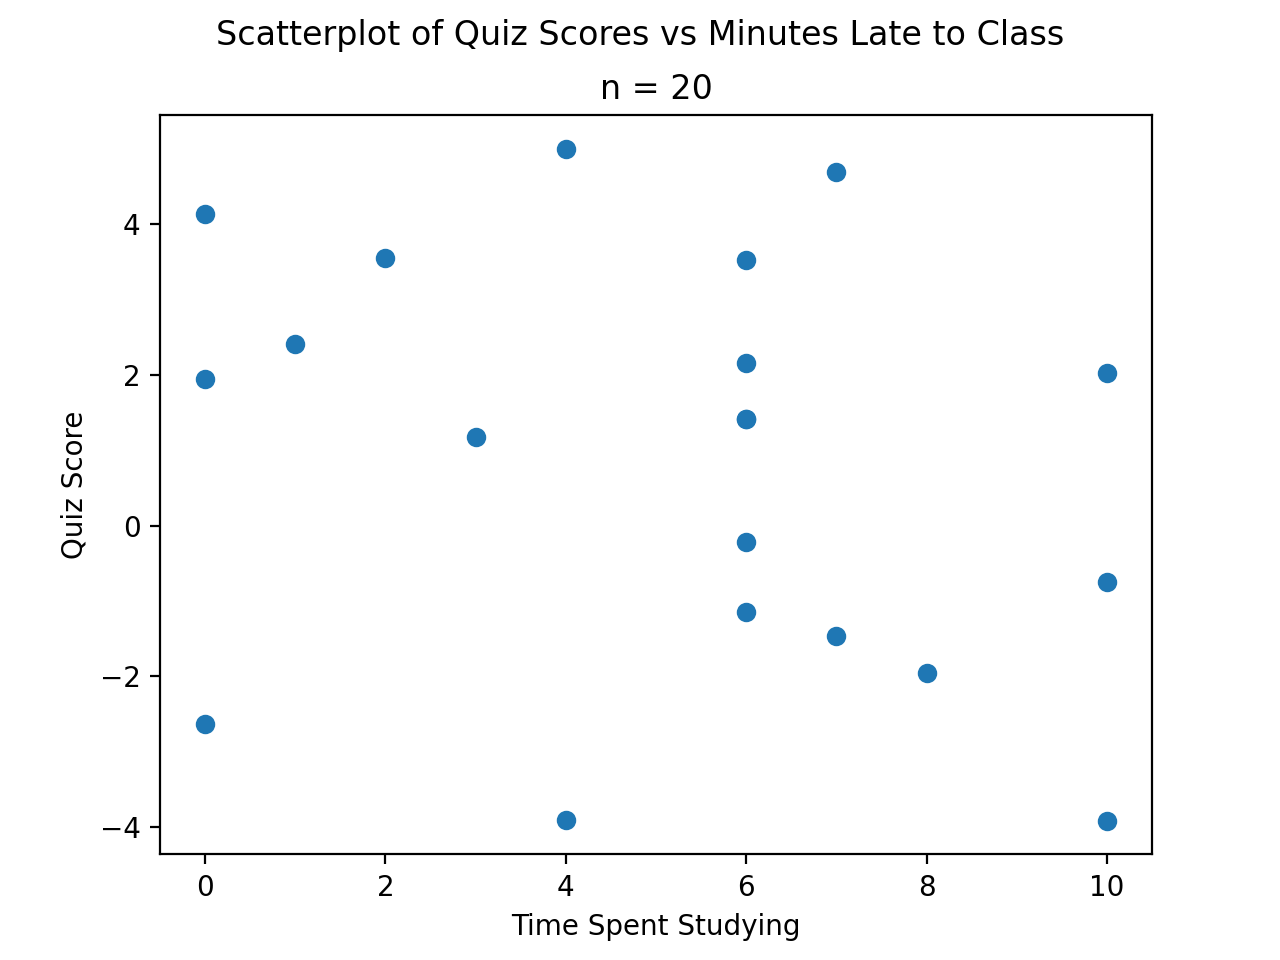 Scatterplot of Quiz Scores vs Minutes Late to Class
n = 20
4
2
0
−2
−4
Quiz Score
0 2 4 6 8 10
Time Spent Studying